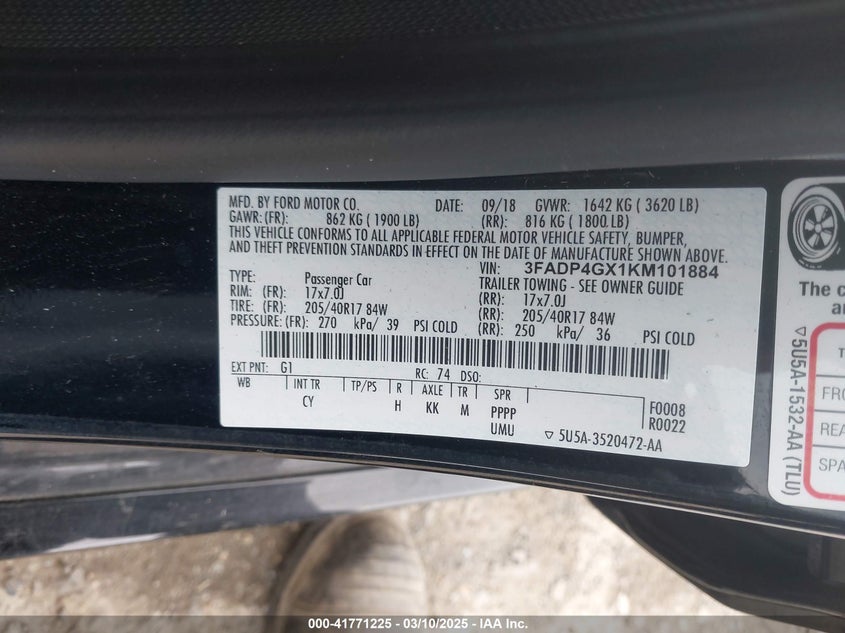 MFD. BY FORD MOTOR CO. DATE: 09/18 GVWR: 1642 KG ( 3620 LB)
GAWR: (FR): 862 KG ( 1900 LB) (RR): 816 KG ( 1800 LB)
THIS VEHICLE CONFORMS TO ALL APPLICABLE FEDERAL MOTOR VEHICLE SAFETY, BUMPER,
AND THEFT PREVENTION STANDARDS IN EFFECT ON THE DATE OF MANUFACTURE SHOWN ABOVE.
VIN: 3FADP4GX1KM101884
TYPE: Passenger Car TRAILER TOWING - SEE OWNER GUIDE
RIM: (FR): 17x7.0J (RR): 17x7.0J
TIRE: (FR): 205/40R17 84W (RR): 205/40R17 84W
PRESSURE: (FR): 270 kPa/ 39 PSI COLD (RR): 250 kPa/ 36 PSI COLD
EXT PNT: G1 RC: 74 DSO:
WB INT TR TP/PS R AXLE TR SPR
CY H KK M PPPP F0008
UMU R0022
▽ 5U5A-3520472-AA
The c
a
▽5U5A-1532-AA (TLU)
T
FRO
REA
SPA
000-41771225 - 03/10/2025 - IAA Inc.